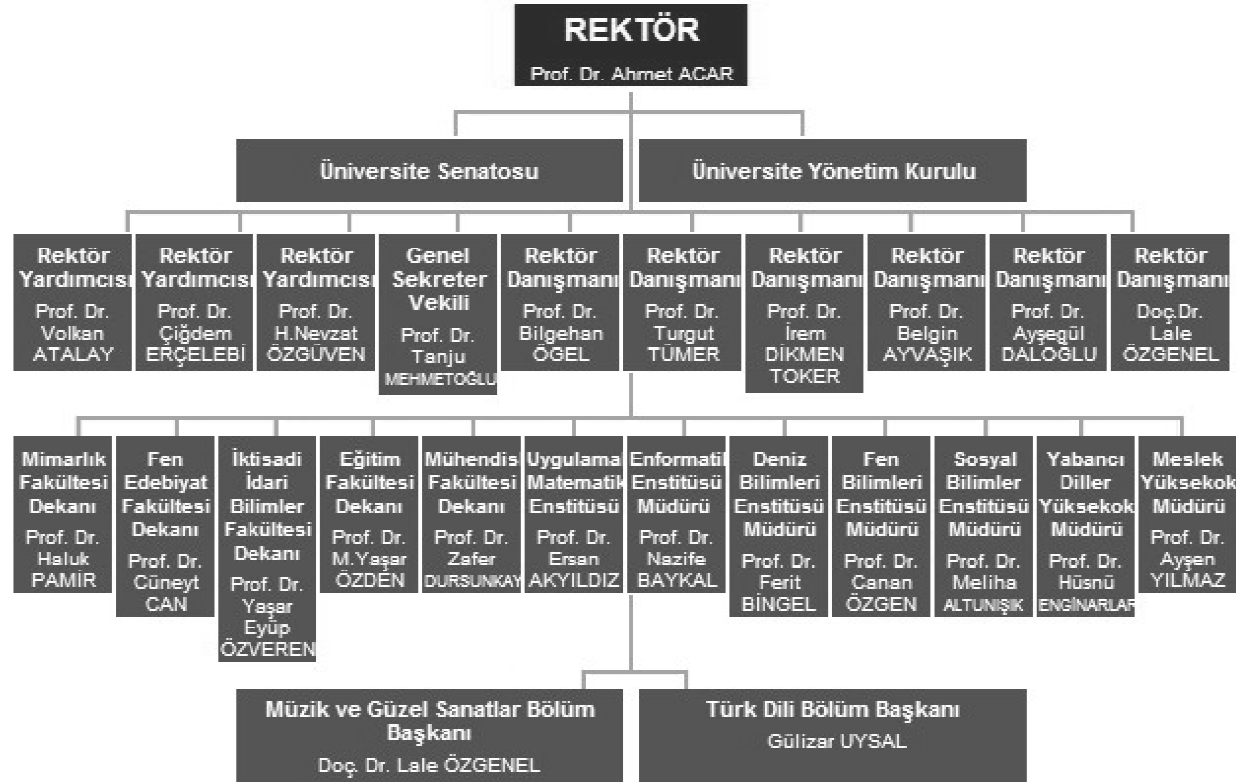 REKTÖR
Prof. Dr. Ahmet ACAR
Üniversite Senatosu
Üniversite Yönetim Kurulu
Rektör
Yardımcısı
Prof. Dr.
Volkan
ATALAY
Rektör
Yardımcısı
Prof. Dr.
Çiğdem
ERÇELEBİ
Rektör
Yardımcısı
Prof. Dr.
H.Nevzat
ÖZGÜVEN
Genel
Sekreter
Vekili
Prof. Dr.
Tanju
MEHMETOĞLU
Rektör
Danışmanı
Prof. Dr.
Bilgehan
ÖGEL
Rektör
Danışmanı
Prof. Dr.
Turgut
TÜMER
Rektör
Danışmanı
Prof. Dr.
İrem
DİKMEN
TOKER
Rektör
Danışmanı
Prof. Dr.
Belgin
AYVAŞIK
Rektör
Danışmanı
Prof. Dr.
Ayşegül
DALOĞLU
Rektör
Danışmanı
Doç.Dr.
Lale
ÖZGENEL
Mimarlık
Fakültesi
Dekanı
Prof. Dr.
Haluk
PAMİR
Fen
Edebiyat
Fakültesi
Dekanı
Prof. Dr.
Cüneyt
CAN
İktisadi
İdari
Bilimler
Fakültesi
Dekanı
Prof. Dr.
Yaşar
Eyüp
ÖZVEREN
Eğitim
Fakültesi
Dekanı
Prof. Dr.
M.Yaşar
ÖZDEN
Mühendisl
Fakültesi
Dekanı
Prof. Dr.
Zafer
DURSUNKAY
Uygulamal
Matematik
Enstitüsü
Prof. Dr.
Ersan
AKYILDIZ
Enformatil
Enstitüsü
Müdürü
Prof. Dr.
Nazife
BAYKAL
Deniz
Bilimleri
Enstitüsü
Müdürü
Prof. Dr.
Ferit
BİNGEL
Fen
Bilimleri
Enstitüsü
Müdürü
Prof. Dr.
Canan
ÖZGEN
Sosyal
Bilimler
Enstitüsü
Müdürü
Prof. Dr.
Meliha
ALTUNIŞIK
Yabancı
Diller
Yüksekok
Müdürü
Prof. Dr.
Hüsnü
ENGİNARLAR
Meslek
Yüksekok
Müdürü
Prof. Dr.
Ayşen
YILMAZ
Müzik ve Güzel Sanatlar Bölüm
Başkanı
Doç. Dr. Lale ÖZGENEL
Türk Dili Bölüm Başkanı
Gülizar UYSAL